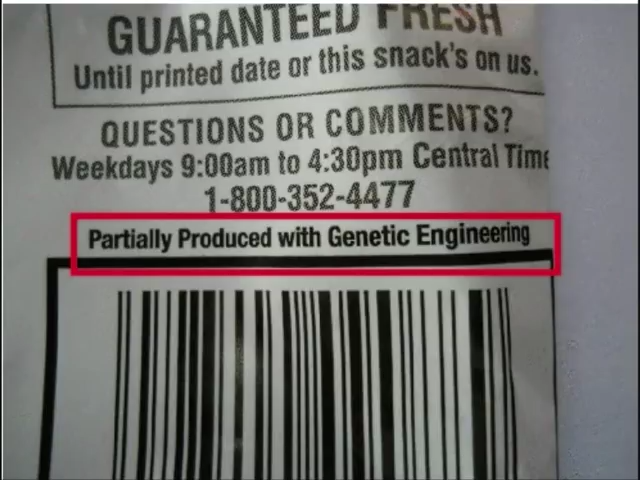 GUARANTEED FRESH
Until printed date or this snack's on us.
QUESTIONS OR COMMENTS?
Weekdays 9:00am to 4:30pm Central Time
1-800-352-4477
Partially Produced with Genetic Engineering